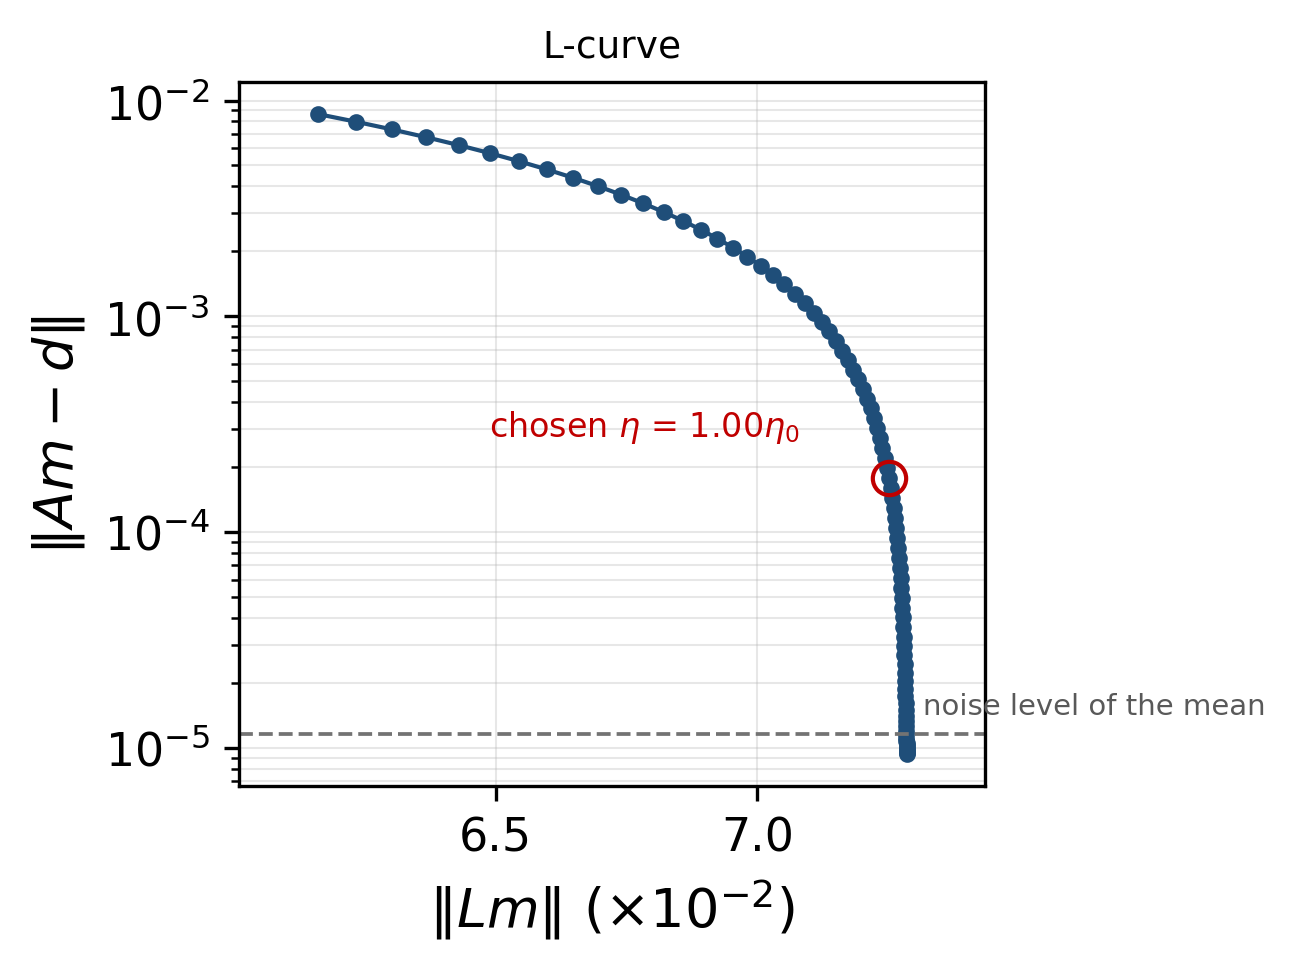 L-curve
10⁻²
10⁻³
10⁻⁴
10⁻⁵
‖Am − d‖
chosen η = 1.00η₀
noise level of the mean
6.5
7.0
‖Lm‖ (×10⁻²)